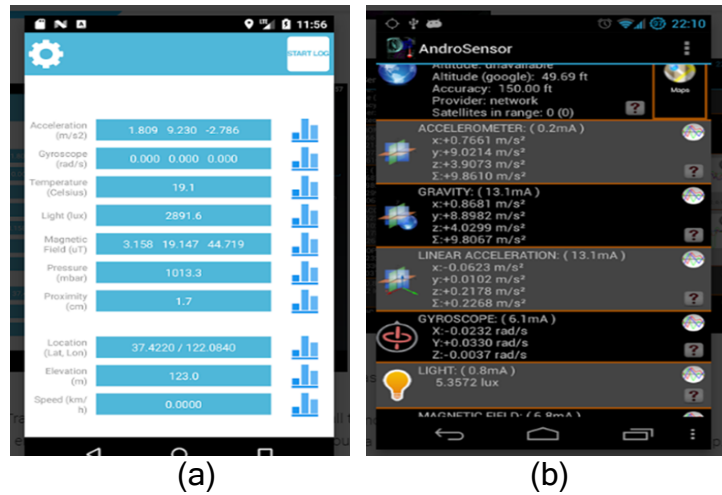 11:56
START LOG
Acceleration
(m/s2)
1.809 9.230 -2.786
Gyroscope
(rad/s)
0.000 0.000 0.000
Temperature
(Celsius)
19.1
Light (lux)
2891.6
Magnetic
Field (uT)
3.158 19.147 44.719
Pressure
(mbar)
1013.3
Proximity
(cm)
1.7
Location
(Lat, Lon)
37.4220 / 122.0840
Elevation
(m)
123.0
Speed (km/
h)
0.0000
(a)
22:10
AndroSensor
Altitude: unavailable
Altitude (google): 49.69 ft
Accuracy: 150.00 ft
Provider: network
Satellites in range: 0 (0)
?
Maps
ACCELEROMETER: ( 0.2mA )
x:+0.7661 m/s²
y:+9.0214 m/s²
z:+3.9073 m/s²
Σ:+9.8610 m/s²
?
GRAVITY: ( 13.1mA )
x:+0.8681 m/s²
y:+8.8982 m/s²
z:+4.0299 m/s²
Σ:+9.8067 m/s²
?
LINEAR ACCELERATION: ( 13.1mA )
x:-0.0623 m/s²
y:+0.0102 m/s²
z:+0.2178 m/s²
Σ:+0.2268 m/s²
?
GYROSCOPE: ( 6.1mA )
X:-0.0232 rad/s
Y:+0.0330 rad/s
Z:-0.0037 rad/s
?
LIGHT: ( 0.8mA )
5.3572 lux
?
MAGNETIC FIELD: ( 6.8mA )
(b)